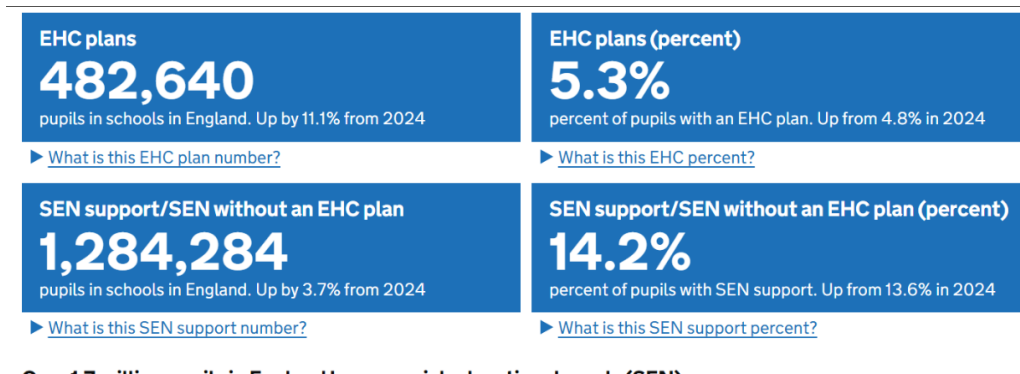 EHC plans
482,640
pupils in schools in England. Up by 11.1% from 2024
What is this EHC plan number?
EHC plans (percent)
5.3%
percent of pupils with an EHC plan. Up from 4.8% in 2024
What is this EHC percent?
SEN support/SEN without an EHC plan
1,284,284
pupils in schools in England. Up by 3.7% from 2024
What is this SEN support number?
SEN support/SEN without an EHC plan (percent)
14.2%
percent of pupils with SEN support. Up from 13.6% in 2024
What is this SEN support percent?